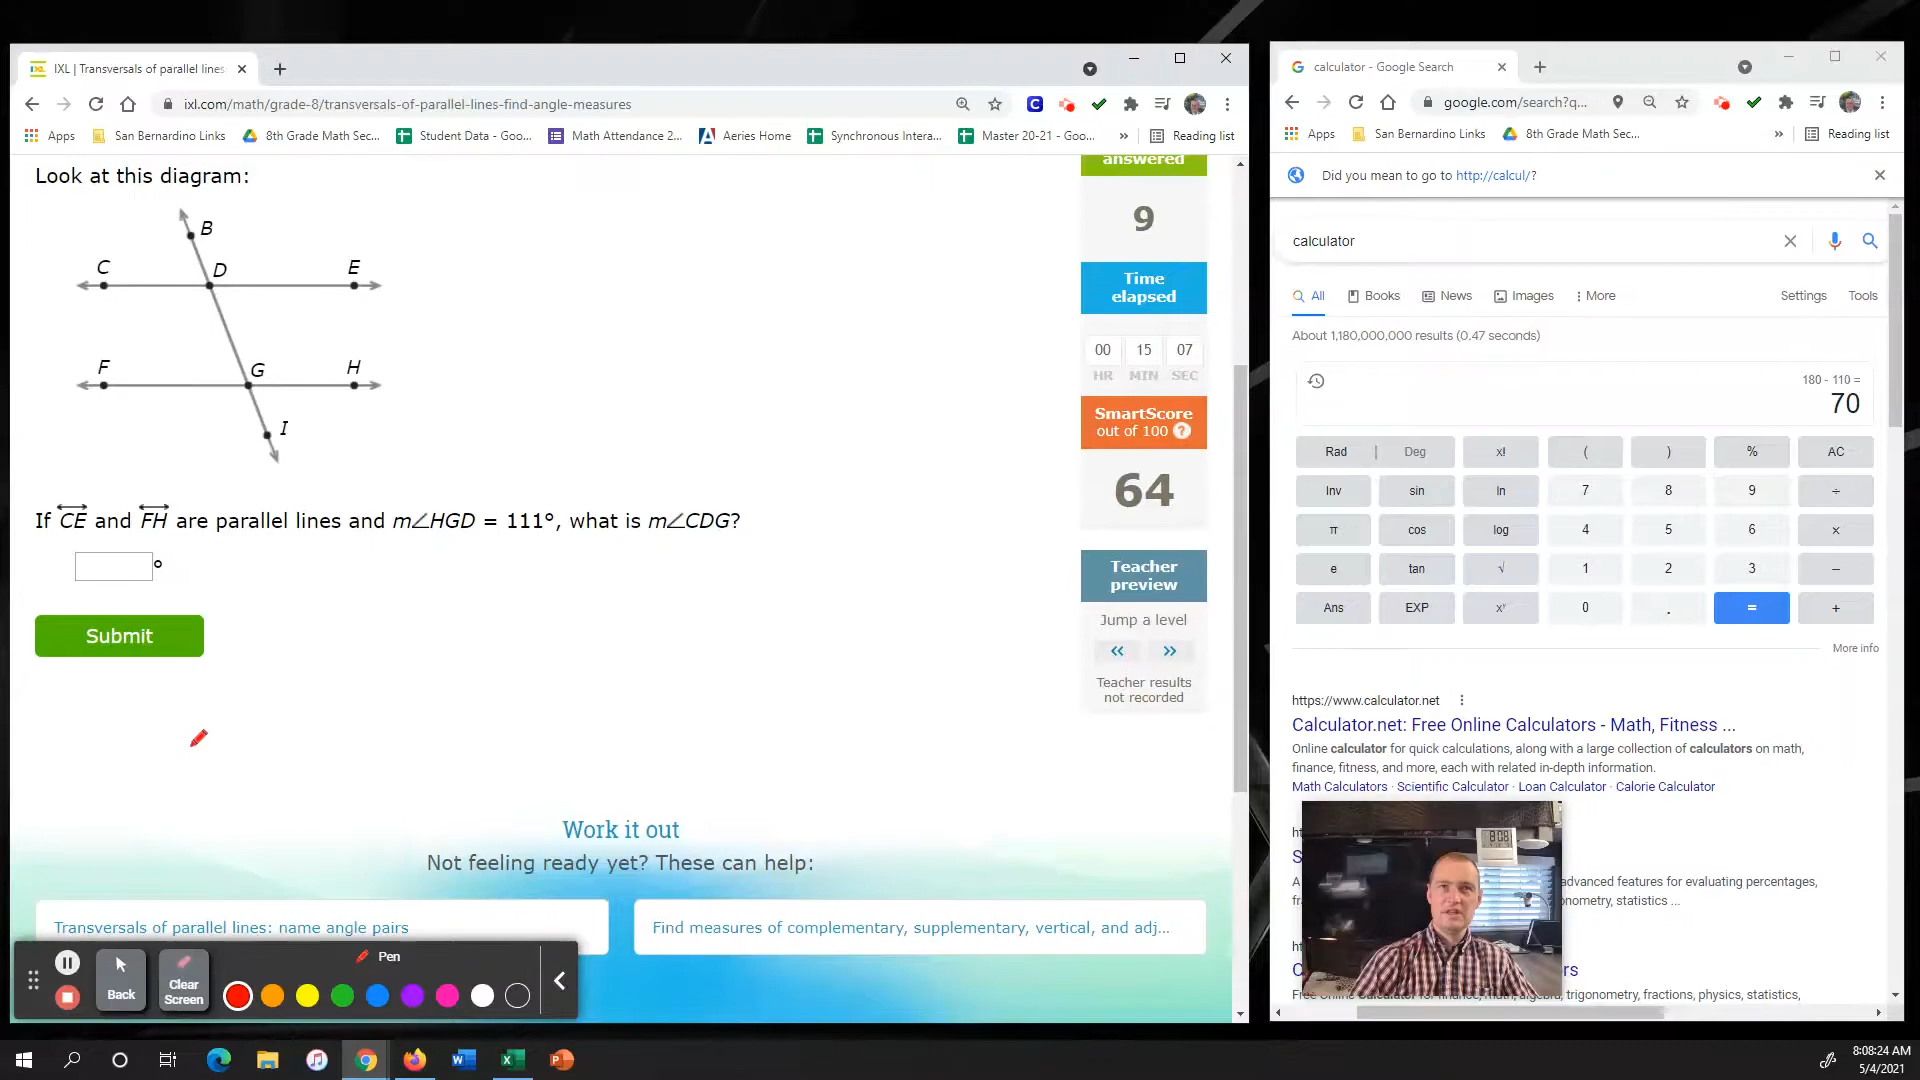 IXL | Transversals of parallel lines
ixl.com/math/grade-8/transversals-of-parallel-lines-find-angle-measures
Apps
San Bernardino Links
8th Grade Math Sec...
Student Data - Goo...
Math Attendance 2...
Aeries Home
Synchronous Intera...
Master 20-21 - Goo...
»
Reading list
Look at this diagram:
B
C
D
E
F
G
H
I
If CE and FH are parallel lines and m∠HGD = 111°, what is m∠CDG?
°
Submit
answered
9
Time
elapsed
00 15 07
HR MIN SEC
SmartScore
out of 100 ?
64
Teacher
preview
Jump a level
« »
Teacher results
not recorded
Work it out
Not feeling ready yet? These can help:
Transversals of parallel lines: name angle pairs
Find measures of complementary, supplementary, vertical, and adj...
Pen
Back
Clear
Screen
calculator - Google Search
google.com/search?q...
Apps
San Bernardino Links
8th Grade Math Sec...
»
Reading list
Did you mean to go to http://calcul/?
calculator
All
Books
News
Images
More
Settings
Tools
About 1,180,000,000 results (0.47 seconds)
180 - 110 =
70
Rad | Deg x! ( ) % AC
Inv sin ln 7 8 9 ÷
π cos log 4 5 6 ×
e tan √ 1 2 3 −
Ans EXP xʸ 0 . = +
More info
https://www.calculator.net
Calculator.net: Free Online Calculators - Math, Fitness ...
Online calculator for quick calculations, along with a large collection of calculators on math,
finance, fitness, and more, each with related in-depth information.
Math Calculators · Scientific Calculator · Loan Calculator · Calorie Calculator
advanced features for evaluating percentages,
statistics ...
Free Online Calculator for finance, math, algebra, trigonometry, fractions, physics, statistics,
8:08
8:08:24 AM
5/4/2021